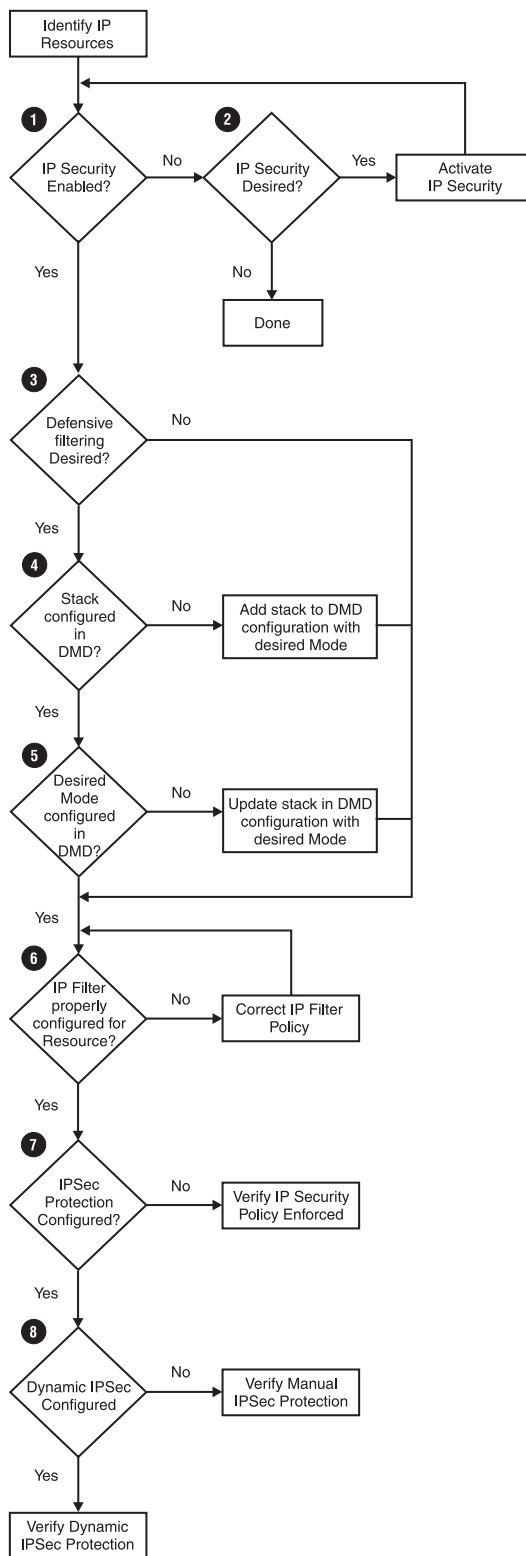 Identify IP
Resources
1
2
IP Security
Enabled?
No
IP Security
Desired?
Yes
Activate
IP Security
Yes
No
Done
3
Defensive
filtering
Desired?
No
Yes
4
Stack
configured
in
DMD?
No
Add stack to DMD
configuration with
desired Mode
Yes
5
Desired
Mode
configured
in
DMD?
No
Update stack in DMD
configuration with
desired Mode
Yes
6
IP Filter
properly
configured for
Resource?
No
Correct IP Filter
Policy
Yes
7
IPSec
Protection
Configured?
No
Verify IP Security
Policy Enforced
Yes
8
Dynamic IPSec
Configured
No
Verify Manual
IPSec Protection
Yes
Verify Dynamic
IPSec Protection